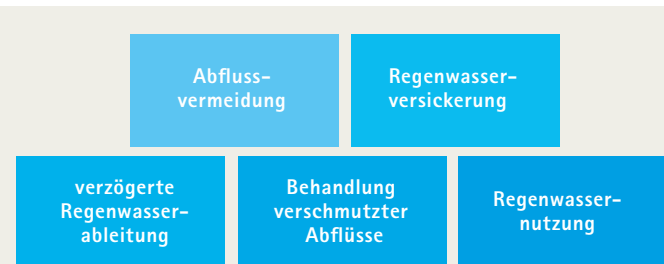 Abfluss-
vermeidung
Regenwasser-
versickerung
verzögerte
Regenwasser-
ableitung
Behandlung
verschmutzter
Abflüsse
Regenwasser-
nutzung